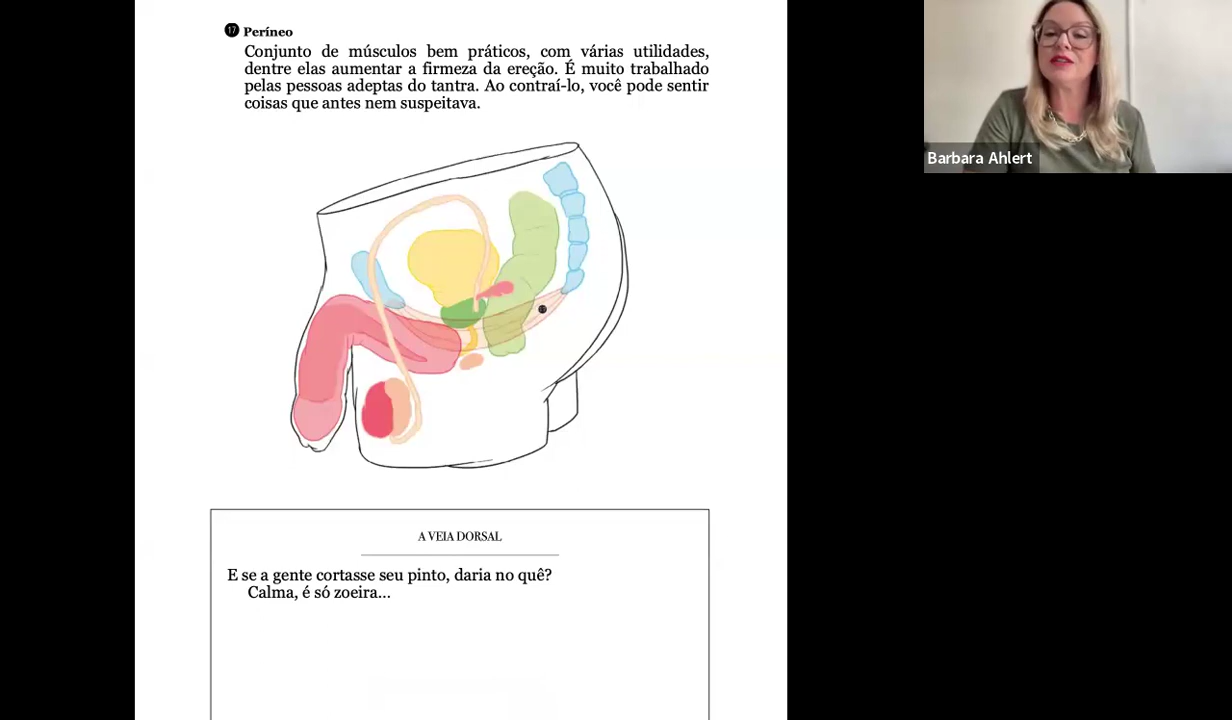 17 Períneo
Conjunto de músculos bem práticos, com várias utilidades,
dentre elas aumentar a firmeza da ereção. É muito trabalhado
pelas pessoas adeptas do tantra. Ao contraí-lo, você pode sentir
coisas que antes nem suspeitava.
Barbara Ahlert
A VEIA DORSAL
E se a gente cortasse seu pinto, daria no quê?
Calma, é só zoeira...